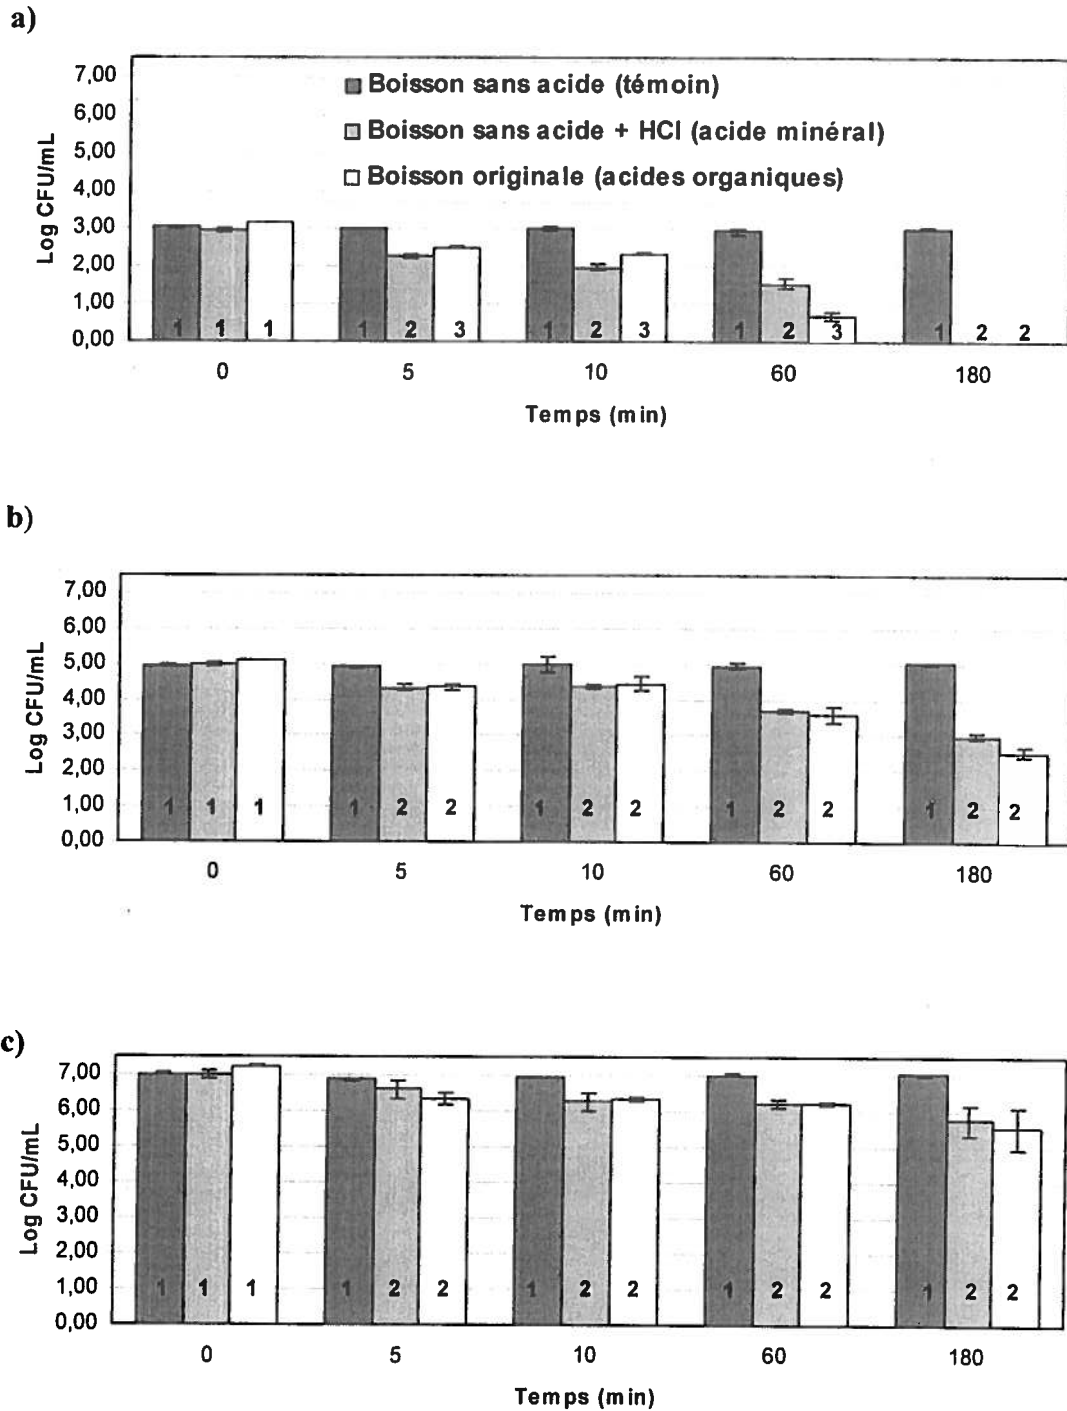 a)
Log CFU/mL
7,00
6,00
5,00
4,00
3,00
2,00
1,00
0,00
Boisson sans acide (témoin)
Boisson sans acide + HCl (acide minéral)
Boisson originale (acides organiques)
1 1 1 1 2 3 1 2 3 1 2 3 1 2 2
0 5 10 60 180
Temps (min)
b)
Log CFU/mL
7,00
6,00
5,00
4,00
3,00
2,00
1,00
0,00
1 1 1 1 2 2 1 2 2 1 2 2 1 2 2
0 5 10 60 180
Temps (min)
c)
Log CFU/mL
7,00
6,00
5,00
4,00
3,00
2,00
1,00
0,00
1 1 1 1 2 2 1 2 2 1 2 2 1 2 2
0 5 10 60 180
Temps (min)